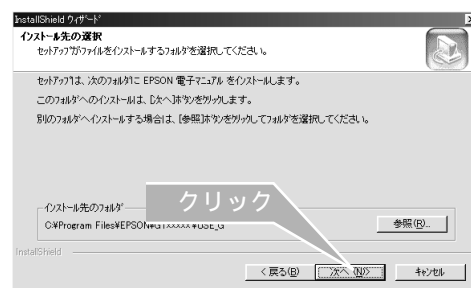 InstallShield ウィザード
インストール先の選択
セットアップがファイルをインストールするフォルダを選択してください。
セットアップは、次のフォルダに EPSON 電子マニュアル をインストールします。
このフォルダへのインストールは、[次へ]ボタンをクリックします。
別のフォルダへインストールする場合は、[参照]ボタンをクリックしてフォルダを選択してください。
インストール先のフォルダ
クリック
C:¥Program Files¥EPSON¥GTxxxxx¥USE_G
参照(R)...
InstallShield
< 戻る(B)
次へ (N)>
キャンセル